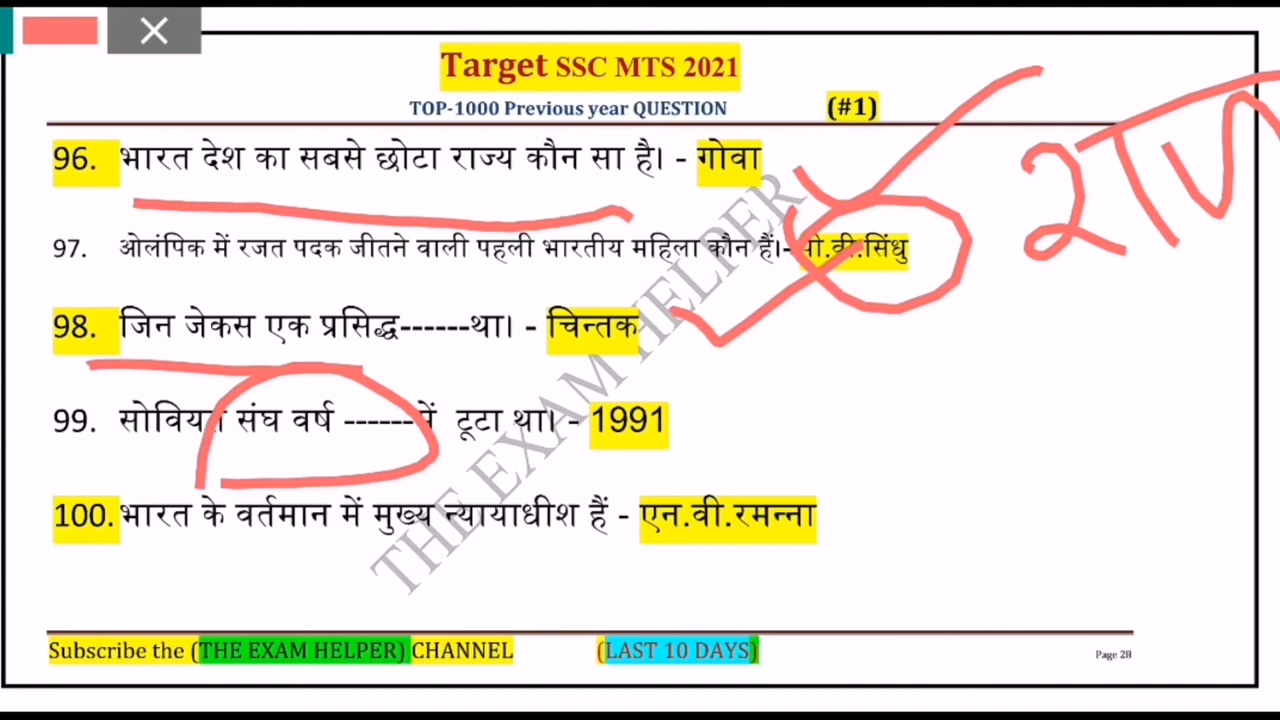 Target SSC MTS 2021
TOP-1000 Previous year QUESTION (#1)
96. भारत देश का सबसे छोटा राज्य कौन सा है। - गोवा
97. ओलंपिक में रजत पदक जीतने वाली पहली भारतीय महिला कौन हैं।- पी.वी.सिंधु
98. जिन जेकस एक प्रसिद्ध------था। - चिन्तक
99. सोवियत संघ वर्ष ------में टूटा था। - 1991
100. भारत के वर्तमान में मुख्य न्यायाधीश हैं - एन.वी.रमन्ना
THE EXAM HELPER
Subscribe the (THE EXAM HELPER) CHANNEL (LAST 10 DAYS)
Page 28